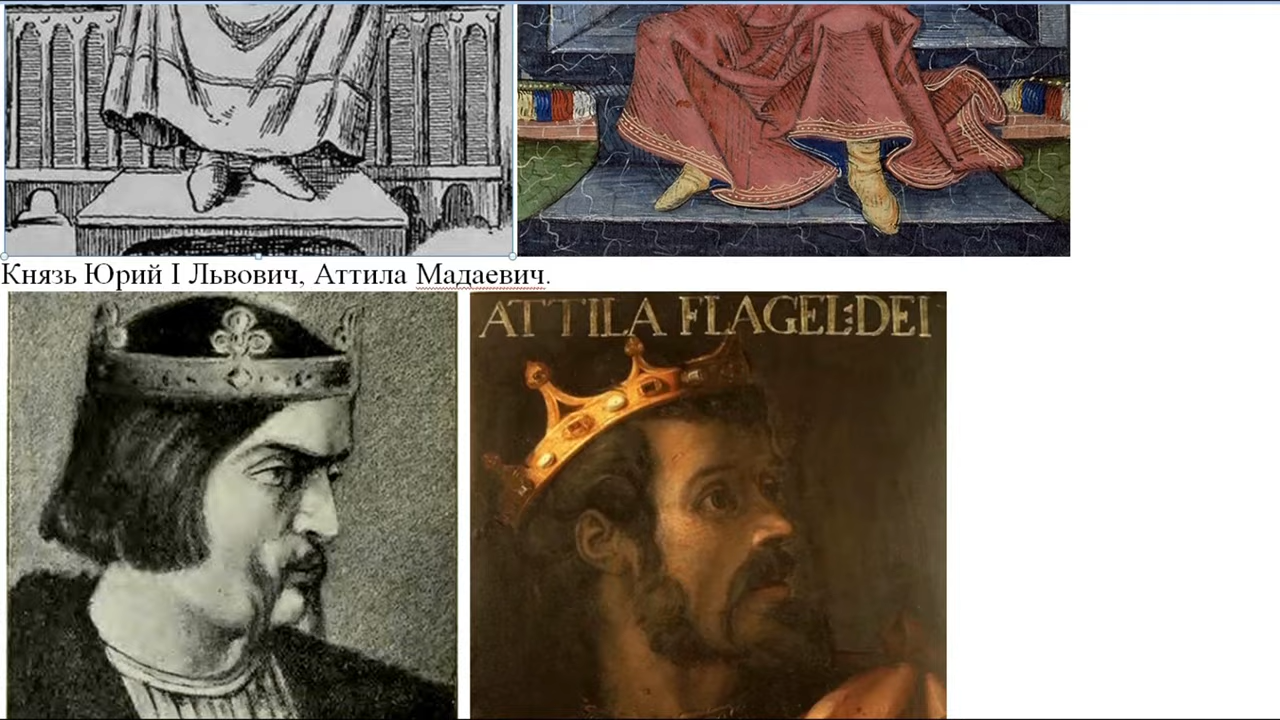 Князь Юрий I Львович, Аттила Мадаевич.
ATTILA FLAGEL:DEI